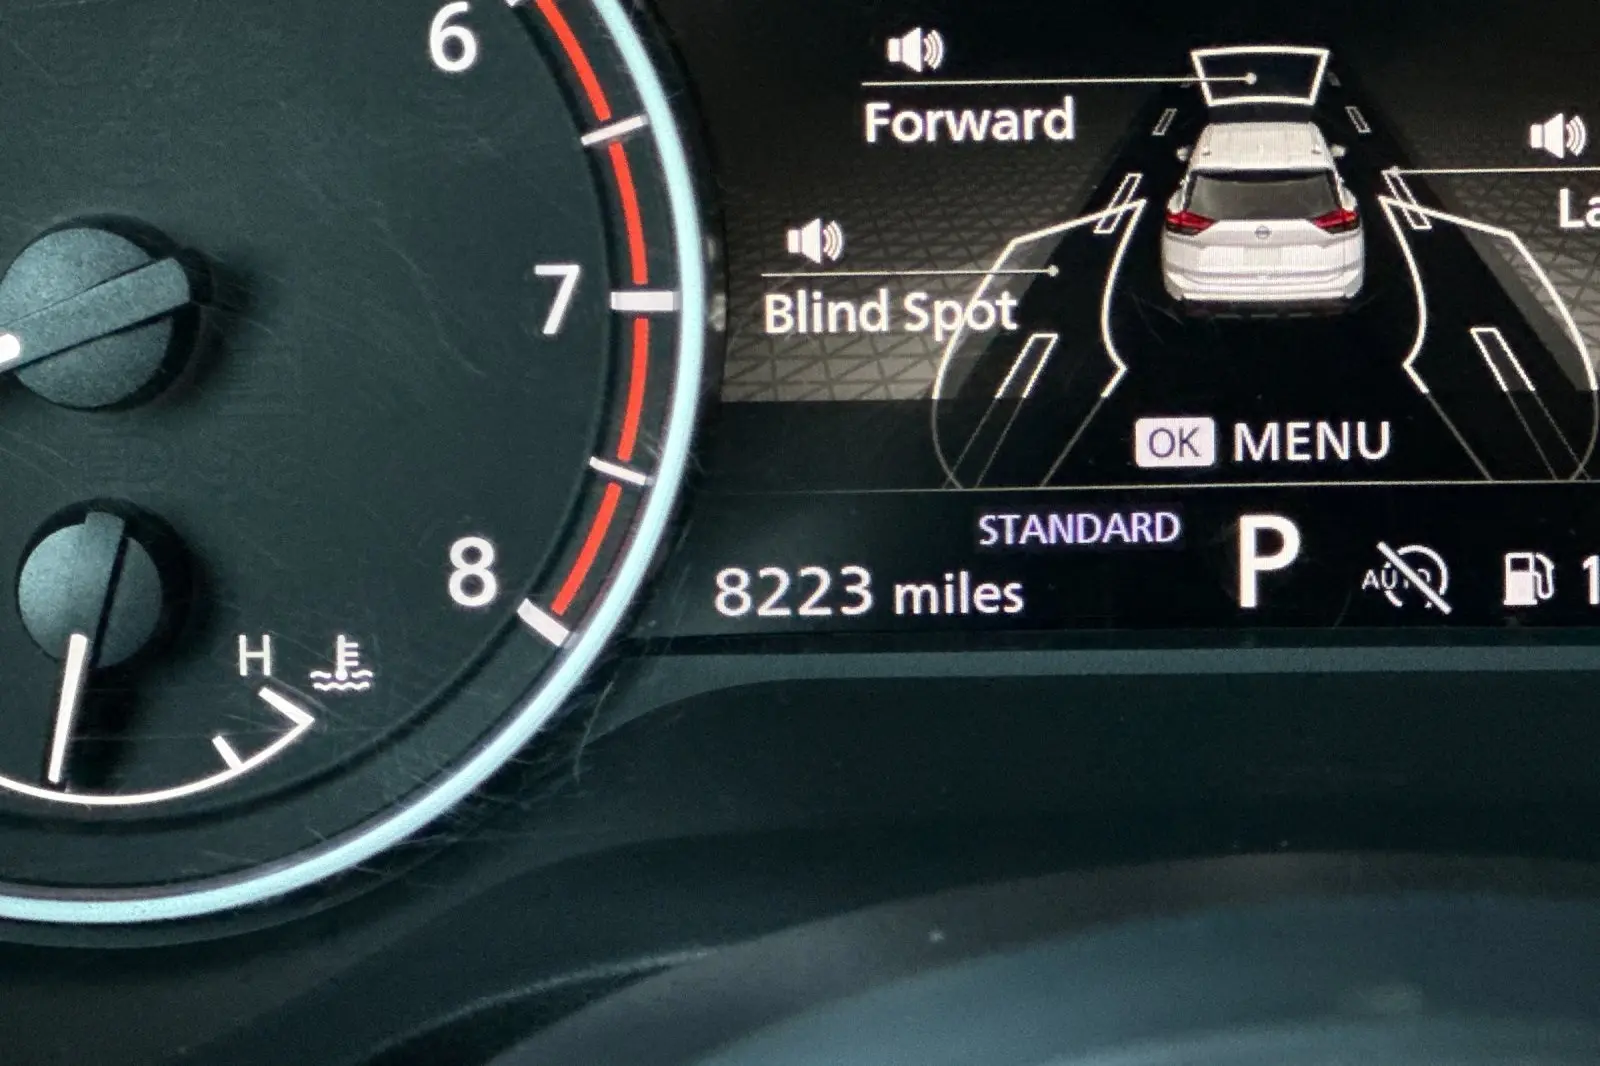 6
7
8
H
Forward
Blind Spot
OK MENU
STANDARD
8223 miles
P
AUTO